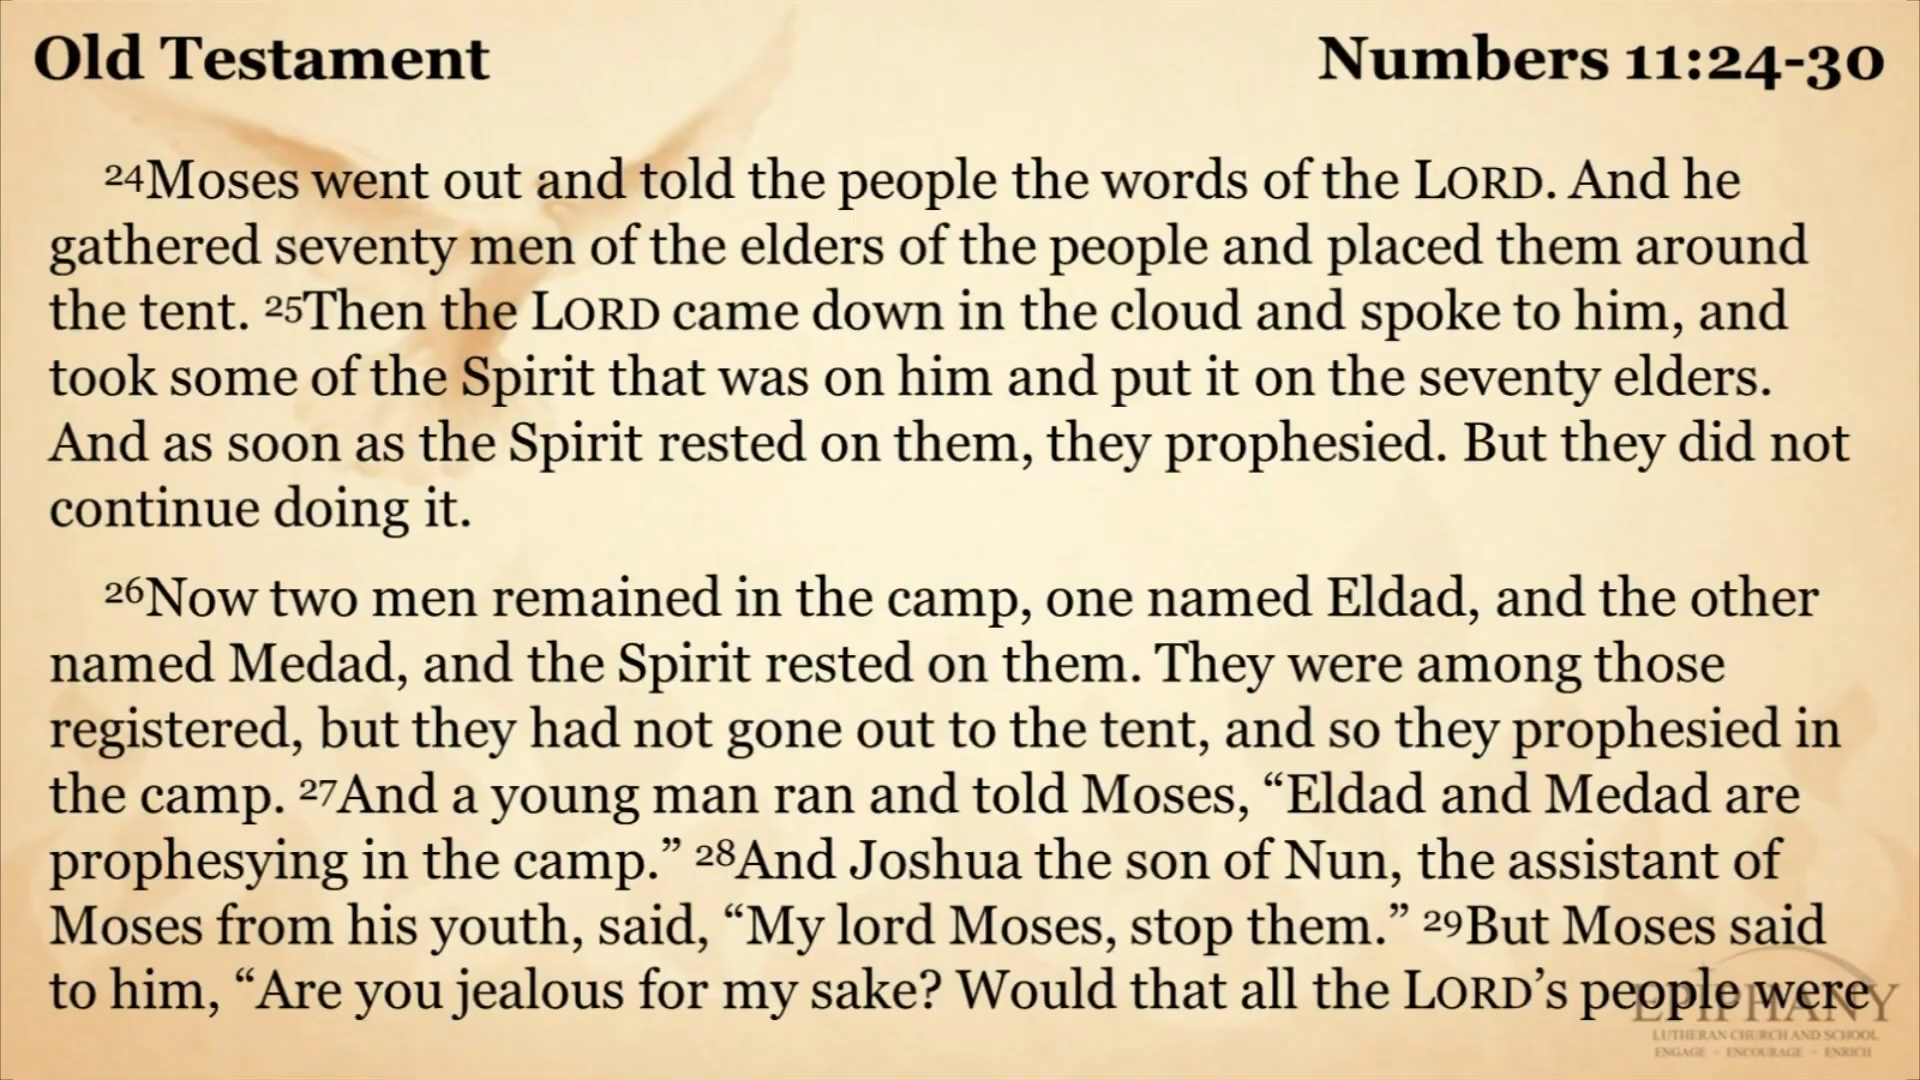 Old Testament
Numbers 11:24-30
24Moses went out and told the people the words of the LORD. And he
gathered seventy men of the elders of the people and placed them around
the tent. 25Then the LORD came down in the cloud and spoke to him, and
took some of the Spirit that was on him and put it on the seventy elders.
And as soon as the Spirit rested on them, they prophesied. But they did not
continue doing it.
26Now two men remained in the camp, one named Eldad, and the other
named Medad, and the Spirit rested on them. They were among those
registered, but they had not gone out to the tent, and so they prophesied in
the camp. 27And a young man ran and told Moses, “Eldad and Medad are
prophesying in the camp.” 28And Joshua the son of Nun, the assistant of
Moses from his youth, said, “My lord Moses, stop them.” 29But Moses said
to him, “Are you jealous for my sake? Would that all the LORD’s people were
EPIPHANY
LUTHERAN CHURCH AND SCHOOL
ENGAGE - ENCOURAGE - ENRICH